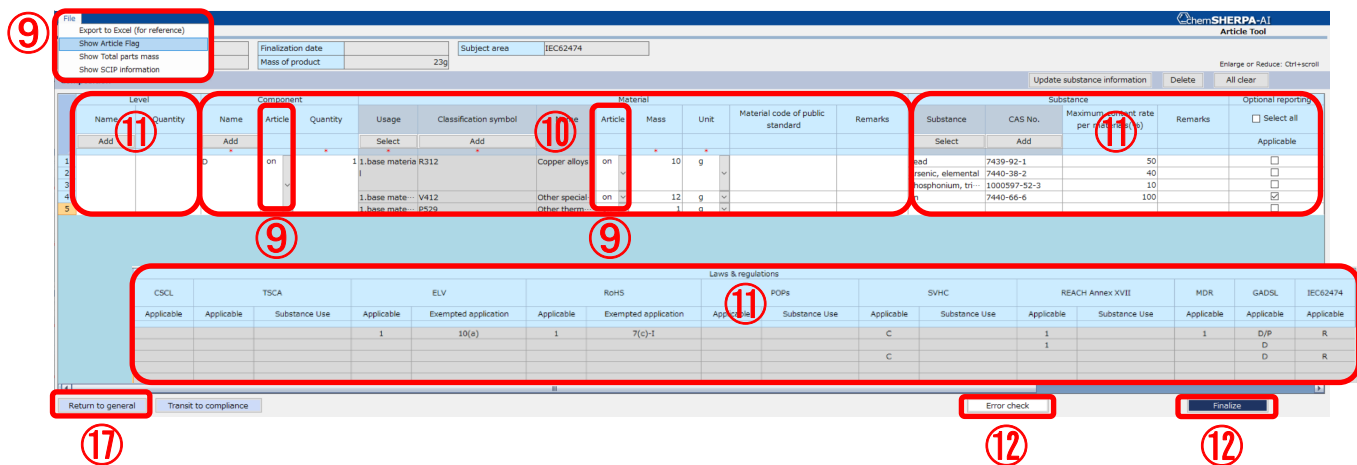 File
ChemSHERPA-AI
Article Tool
⑨
Export to Excel (for reference)
Show Article Flag
Show Total parts mass
Show SCIP information
Finalization date
Subject area
IEC62474
Mass of product
23g
Enlarge or Reduce: Ctrl+scroll
Update substance information
Delete
All clear
Level
Component
Material
Substance
Optional reporting
Name
Quantity
⑪
Name
Article
Quantity
Usage
Classification symbol
⑩
Article
Mass
Unit
Material code of public standard
Remarks
Substance
CAS No.
Maximum content rate per materials(%)
⑪
Remarks
Select all
Add
Add
Select
Add
Select
Add
Applicable
* * * * *
1 on 1 1.base materia R312 Copper alloys on 10 g 7439-92-1 50
2 l arsenic, elemental 7440-38-2 40
3 1000597-52-3 10
4 1.base mate… V412 Other special on 12 g 7440-66-6 100
5 1.base mate… P529 Other therm 1 g
⑨
⑨
Laws & regulations
CSCL
TSCA
ELV
RoHS
⑪
POPs
SVHC
REACH Annex XVII
MDR
GADSL
IEC62474
Applicable Applicable Substance Use Applicable Exempted application Applicable Exempted application Applicable Substance Use Applicable Substance Use Applicable Substance Use Applicable Applicable Applicable
1 10(a) 1 7(c)-I C 1 1 D/P R
1 D
C D R
Return to general
Transit to compliance
Error check
Finalize
⑰
⑫
⑫